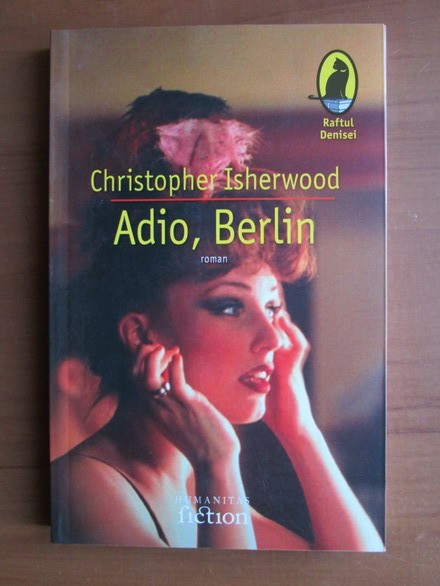 Raftul
Denisei
Christopher Isherwood
Adio, Berlin
roman
HUMANITAS
fiction